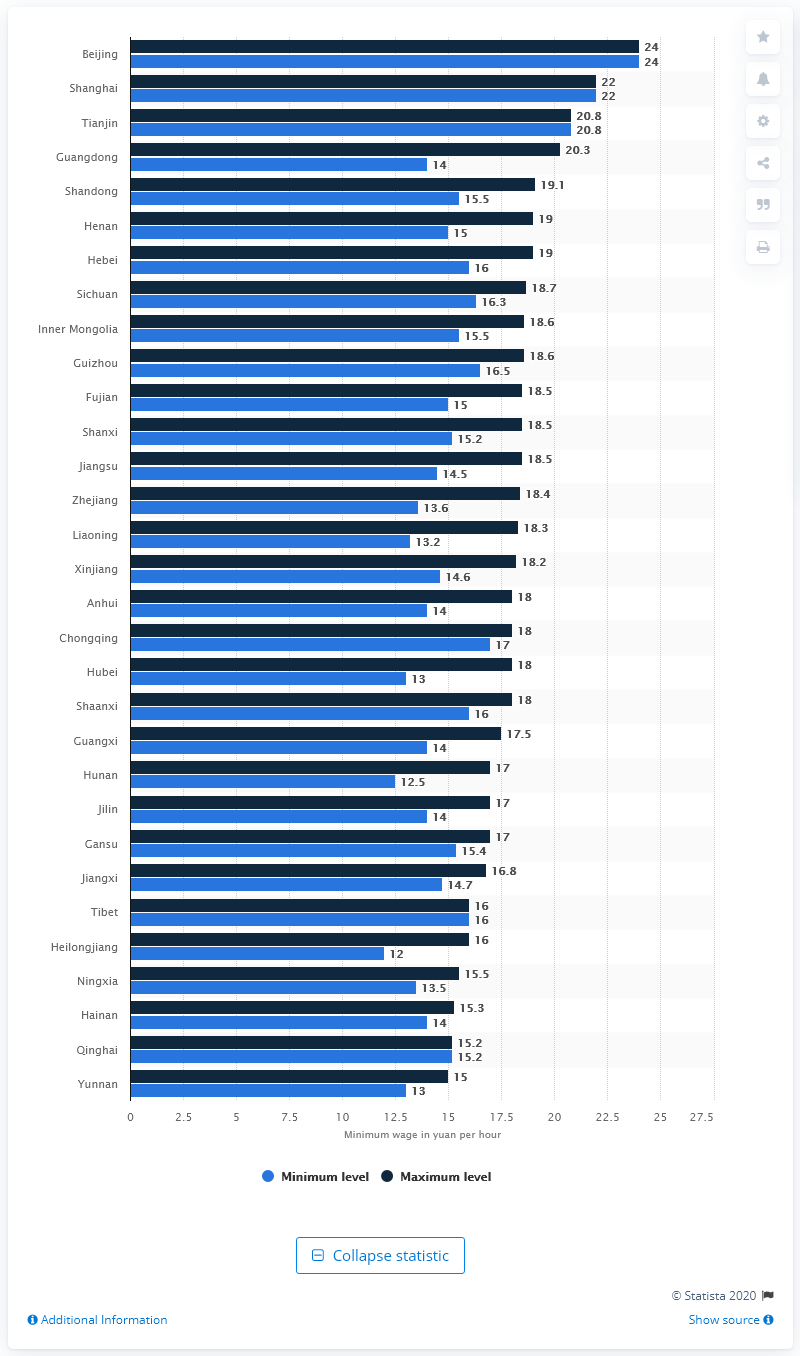 Beijing 24
24
Shanghai 22
22
Tianjin 20.8
20.8
Guangdong 20.3
14
Shandong 19.1
15.5
Henan 19
15
Hebei 19
16
Sichuan 18.7
16.3
Inner Mongolia 18.6
15.5
Guizhou 18.6
16.5
Fujian 18.5
15
Shanxi 18.5
15.2
Jiangsu 18.5
14.5
Zhejiang 18.4
13.6
Liaoning 18.3
13.2
Xinjiang 18.2
14.6
Anhui 18
14
Chongqing 18
17
Hubei 18
13
Shaanxi 18
16
Guangxi 17.5
14
Hunan 17
12.5
Jilin 17
14
Gansu 17
15.4
Jiangxi 16.8
14.7
Tibet 16
16
Heilongjiang 16
12
Ningxia 15.5
13.5
Hainan 15.3
14
Qinghai 15.2
15.2
Yunnan 15
13
0 2.5 5 7.5 10 12.5 15 17.5 20 22.5 25 27.5
Minimum wage in yuan per hour
Minimum level Maximum level
Collapse statistic
© Statista 2020
Additional Information Show source